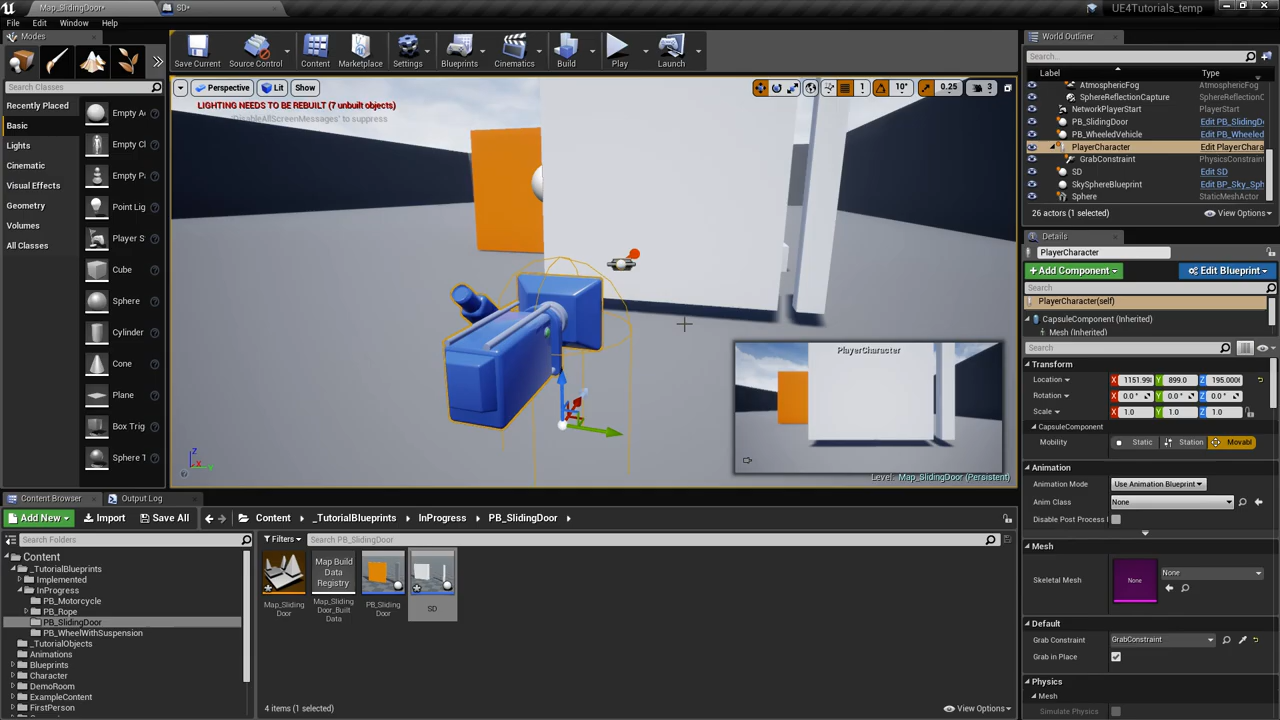 Map_SlidingDoor*
SD*
UE4Tutorials_temp
File
Edit
Window
Help
Modes
Search Classes
Recently Placed
Basic
Lights
Cinematic
Visual Effects
Geometry
Volumes
All Classes
Empty A
Empty Cl
Empty P
Point Lig
Player S
Cube
Sphere
Cylinder
Cone
Plane
Box Trig
Sphere T
Save Current
Source Control
Content
Marketplace
Settings
Blueprints
Cinematics
Build
Play
Launch
Perspective
Lit
Show
1
10°
0.25
3
LIGHTING NEEDS TO BE REBUILT (7 unbuilt objects)
'DisableAllScreenMessages' to suppress
PlayerCharacter
Level: Map_SlidingDoor (Persistent)
Z
X
World Outliner
Search...
Label
Type
AtmosphericFog
AtmosphericFog
SphereReflectionCapture
SphereReflectionC
NetworkPlayerStart
PlayerStart
PB_SlidingDoor
Edit PB_SlidingDo
PB_WheeledVehicle
Edit PB_Wheeled
PlayerCharacter
Edit PlayerChara
GrabConstraint
PhysicsConstrain
SD
Edit SD
SkySphereBlueprint
Edit BP_Sky_Sph
Sphere
StaticMeshActor
26 actors (1 selected)
View Options
Details
PlayerCharacter
+Add Component
Edit Blueprint
Search
PlayerCharacter(self)
CapsuleComponent (Inherited)
Mesh (Inherited)
Search
Transform
Location
X 1151.998
Y 899.0
Z 195.0000
Rotation
X 0.0°
Y 0.0°
Z 0.0°
Scale
X 1.0
Y 1.0
Z 1.0
CapsuleComponent
Mobility
Static
Station
Movabl
Animation
Animation Mode
Use Animation Blueprint
Anim Class
None
Disable Post Process
Mesh
Skeletal Mesh
None
None
Default
Grab Constraint
GrabConstraint
Grab in Place
Physics
Mesh
Simulate Physics
Content Browser
Output Log
Add New
Import
Save All
Content
_TutorialBlueprints
InProgress
PB_SlidingDoor
Search Folders
Filters
Search PB_SlidingDoor
Content
_TutorialBlueprints
Implemented
InProgress
PB_Motorcycle
PB_Rope
PB_SlidingDoor
PB_WheelWithSuspension
_TutorialObjects
Animations
Blueprints
Character
DemoRoom
ExampleContent
FirstPerson
Map_Sliding
Door
Map Build
Data
Registry
Map_Sliding
Door_Built
Data
PB_Sliding
Door
SD
4 items (1 selected)
View Options